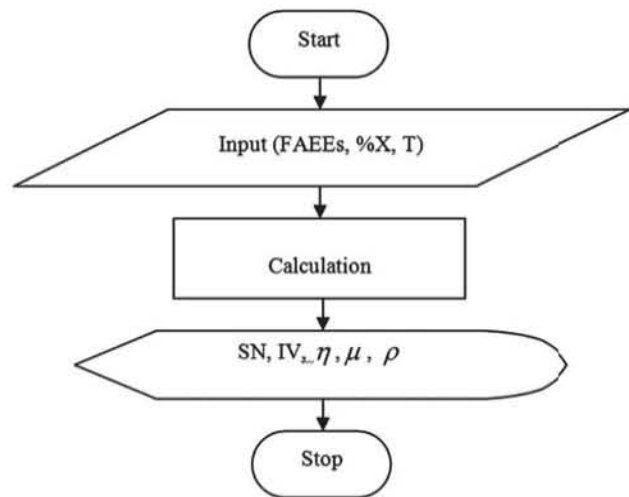 Start
Input (FAEEs, %X, T)
Calculation
SN, IV, η, μ, ρ
Stop